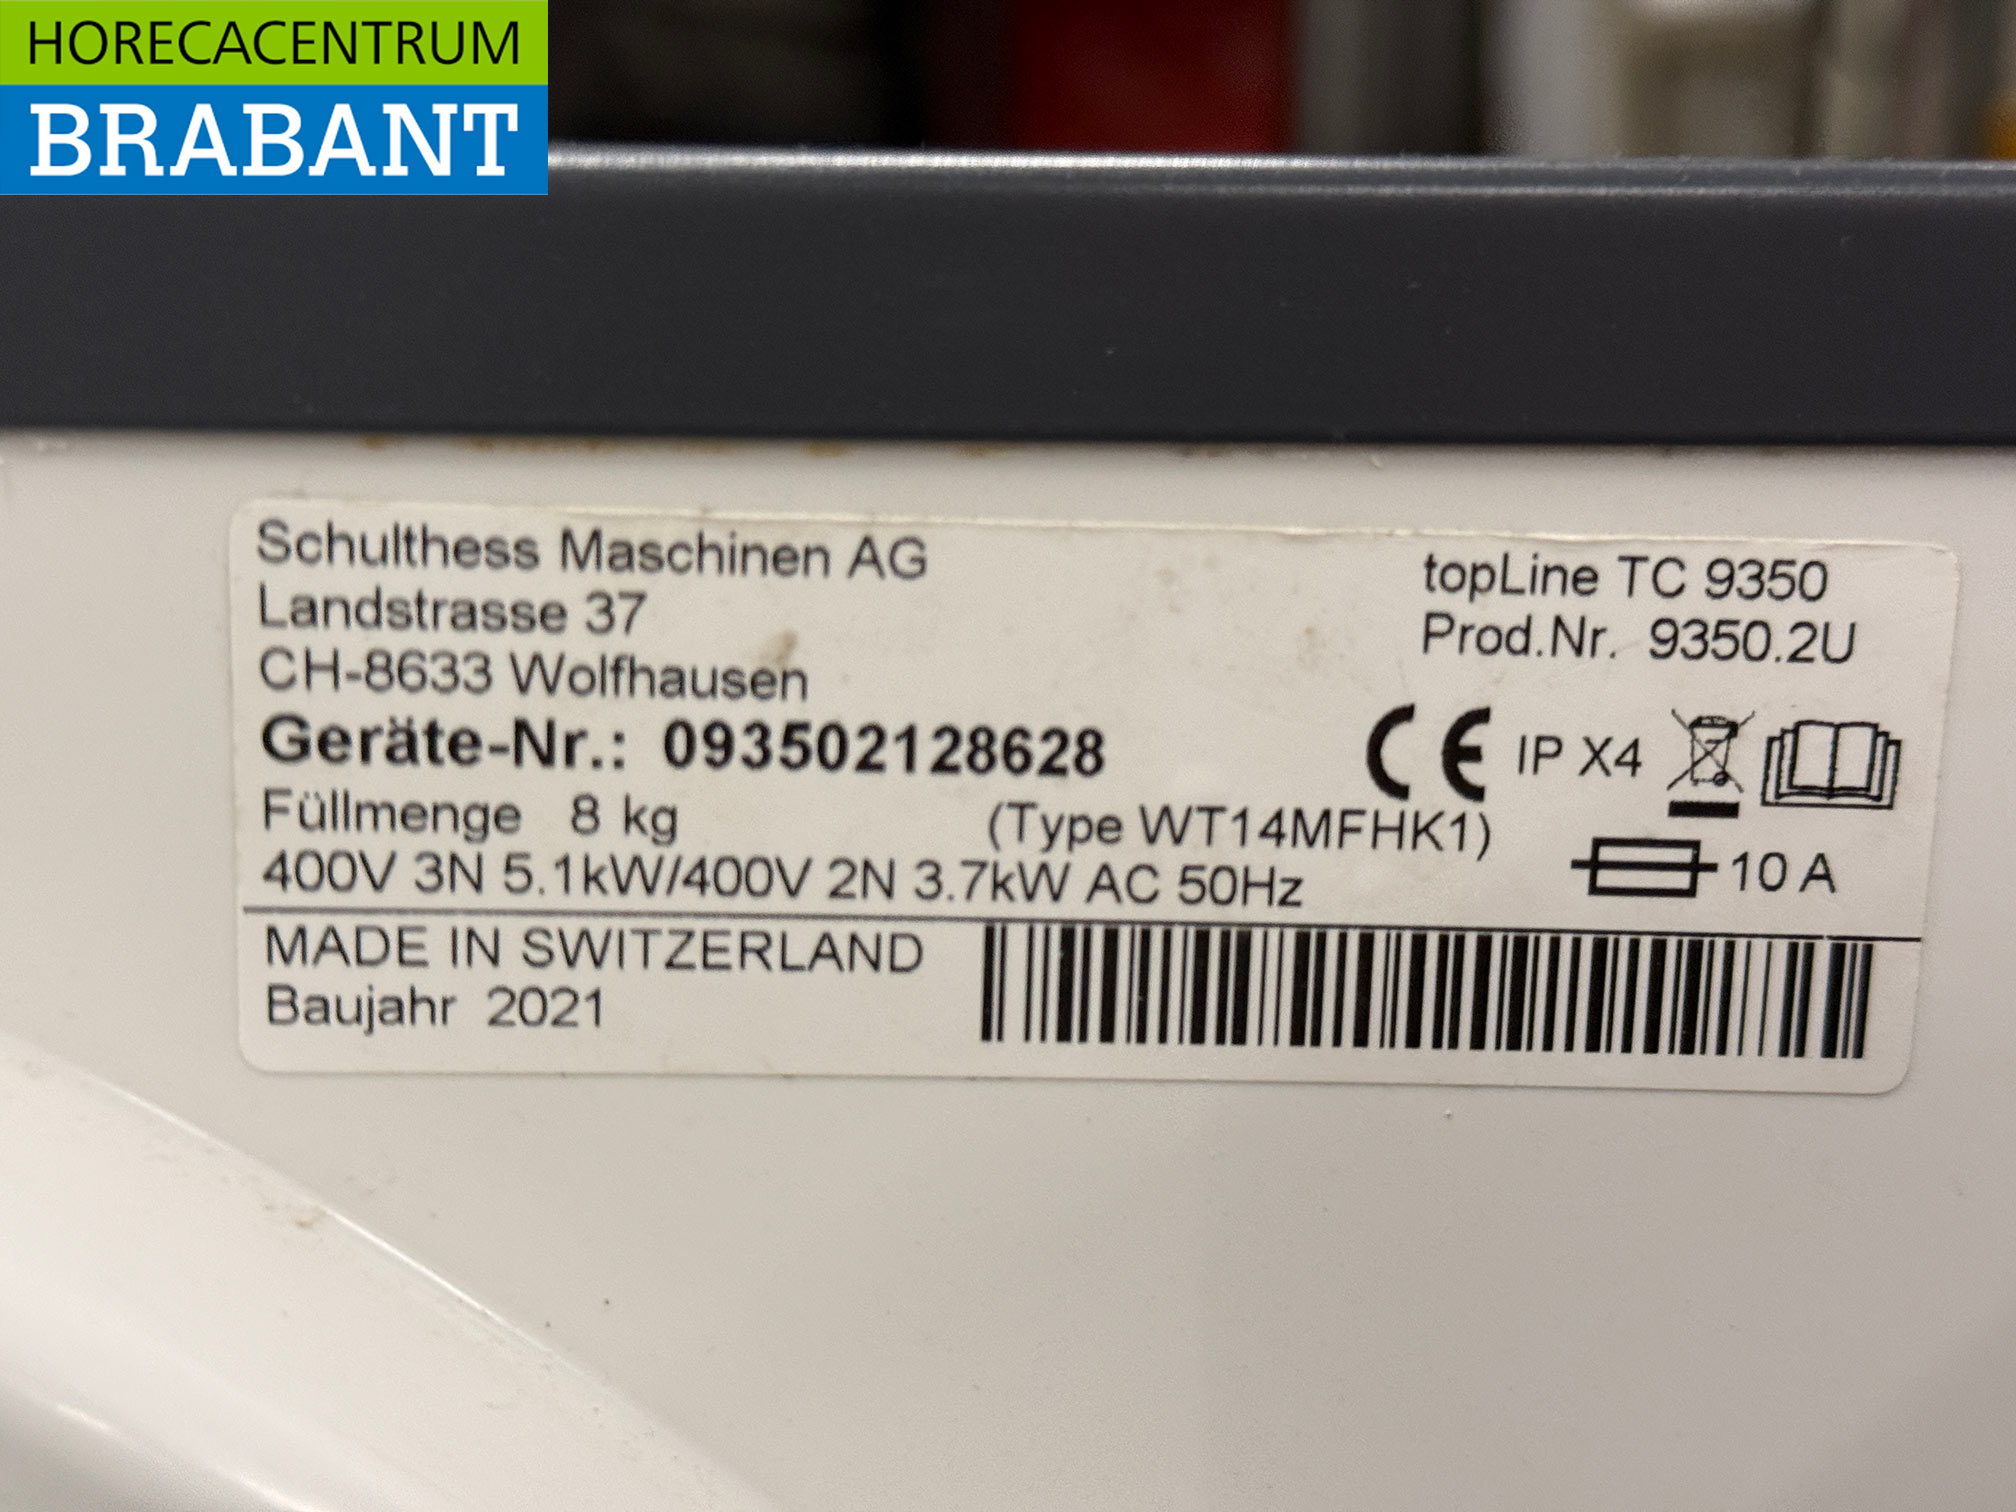 HORECACENTRUM
BRABANT
Schulthess Maschinen AG
Landstrasse 37
CH-8633 Wolfhausen
Geräte-Nr.: 093502128628
Füllmenge 8 kg
(Type WT14MFHK1)
400V 3N 5.1kW/400V 2N 3.7kW AC 50Hz
topLine TC 9350
Prod.Nr. 9350.2U
CE IP X4
10 A
MADE IN SWITZERLAND
Baujahr 2021